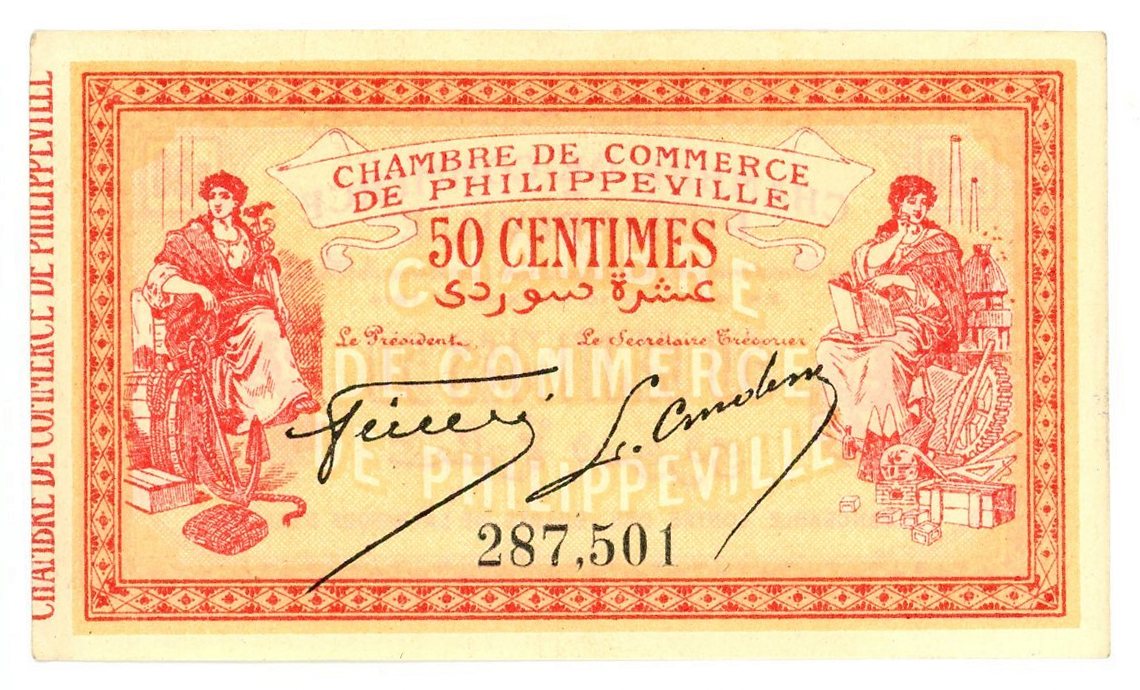 CHAMBRE DE COMMERCE
DE PHILIPPEVILLE
50 CENTIMES
عشرة سوردى
Le Président
Le Secrétaire Trésorier
CHAMBRE
DE COMMERCE
DE PHILIPPEVILLE
287,501
CHAMBRE DE COMMERCE DE PHILIPPEVILLE